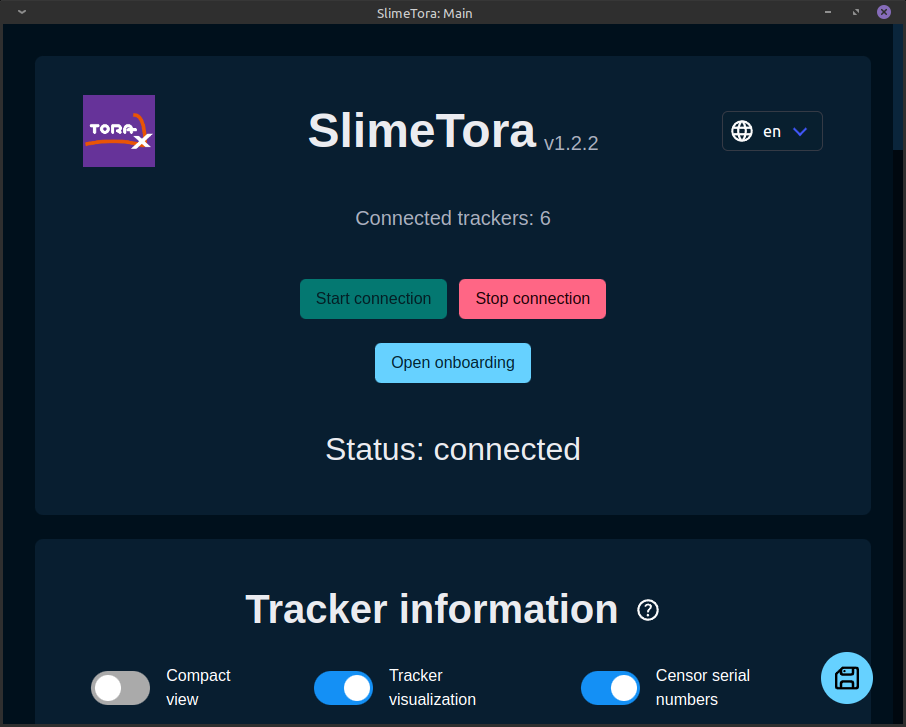 SlimeTora: Main
TORA-X
SlimeTora v1.2.2
en
Connected trackers: 6
Start connection
Stop connection
Open onboarding
Status: connected
Tracker information
Compact
view
Tracker
visualization
Censor serial
numbers